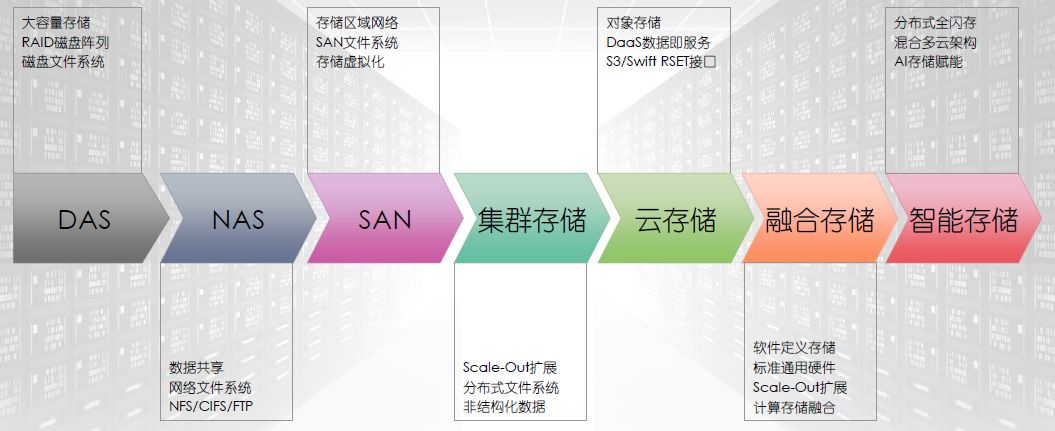 大容量存储
RAID磁盘阵列
磁盘文件系统
存储区域网络
SAN文件系统
存储虚拟化
对象存储
DaaS数据即服务
S3/Swift RSET接口
分布式全闪存
混合多云架构
AI存储赋能
DAS
NAS
SAN
集群存储
云存储
融合存储
智能存储
数据共享
网络文件系统
NFS/CIFS/FTP
Scale-Out扩展
分布式文件系统
非结构化数据
软件定义存储
标准通用硬件
Scale-Out扩展
计算存储融合